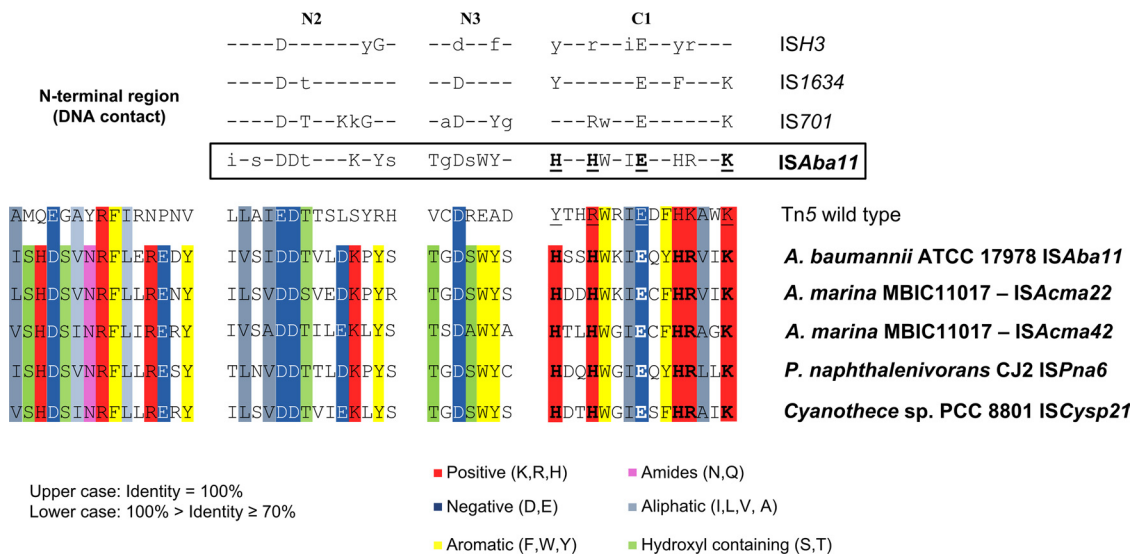 N2 N3 C1
----D----yG- --d--f- y--r--iE--yr--- ISH3
N-terminal region
(DNA contact)
----D-t----- --D---- Y------E--F---K IS1634
----D-T--KkG- -aD--Yg ---Rw--E------K IS701
i-s-DDt---K-Ys TgDsWY- H--HW-IE--HR--K ISAba11
AMQEGAYRFIRNPNV LLAIEDTTSLSYRH VCDREAD YTHRWRIEDFHKAWK Tn5 wild type
ISHDSVNRFLEREDY IVSIDDTVLDKPYS TGDSWYS HSSHWKIEQYHRVIK A. baumannii ATCC 17978 ISAba11
LSHDSVNRFLLRENY ILSVDDSVEDKPYR TGDSWYS HDDHWKIECFHRVIK A. marina MBIC11017 – ISAcma22
VSHDSINRFLIRERY IVSADDTILEKLYS TSDAWYA HTLHWGIECFHRAGK A. marina MBIC11017 – ISAcma42
ISHDSVNRFLLRESY TLNVDDTIIDKLYT TGDSWYC HDQHWGIEQYHRLLK P. naphthalenivorans CJ2 ISPna6
VSHDSINRFLLRERY ILSVDDTVIEKLYS TGDSWYS HDTHWGIESFHRAIK Cyanothece sp. PCC 8801 ISCysp21
Positive (K,R,H) Amides (N,Q)
Upper case: Identity = 100%
Negative (D,E) Aliphatic (I,L,V, A)
Lower case: 100% > Identity ≥ 70%
Aromatic (F,W,Y) Hydroxyl containing (S,T)